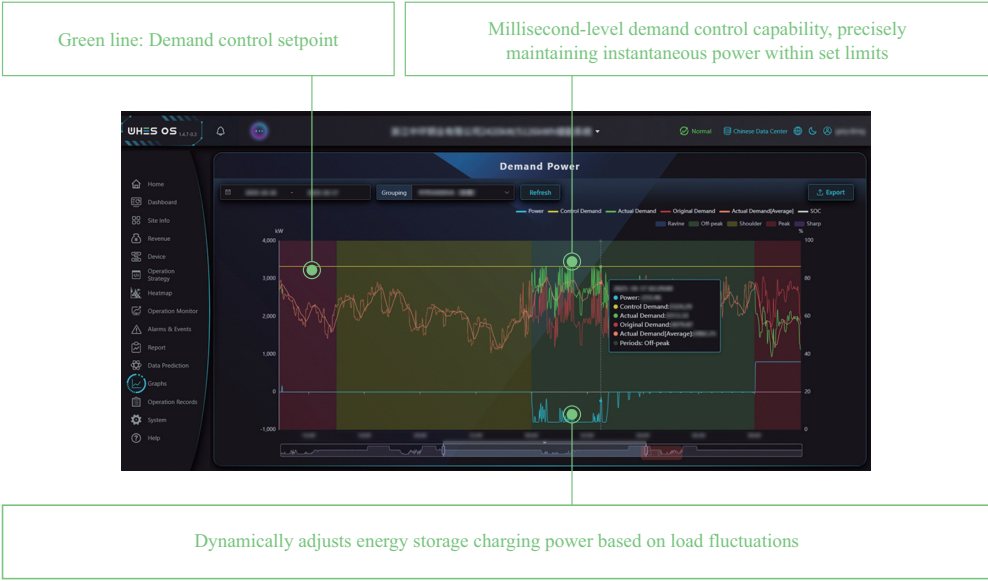 Green line: Demand control setpoint
Millisecond-level demand control capability, precisely
maintaining instantaneous power within set limits
WHES OS 1.4.7-0.3
Normal
Chinese Data Center
Demand Power
Home
Dashboard
Site Info
Revenue
Device
Operation
Strategy
Heatmap
Operation Monitor
Alarms & Events
Report
Data Prediction
Graphs
Operation Records
System
Help
-
Grouping
Refresh
Export
Power
Control Demand
Actual Demand
Original Demand
Actual Demand[Average]
SOC
Ravine
Off-peak
Shoulder
Peak
Sharp
kW
%
4,000
3,000
2,000
1,000
0
-1,000
100
80
60
40
20
0
Power:
Control Demand:
Actual Demand:
Original Demand:
Actual Demand[Average]:
Periods: Off-peak
Dynamically adjusts energy storage charging power based on load fluctuations